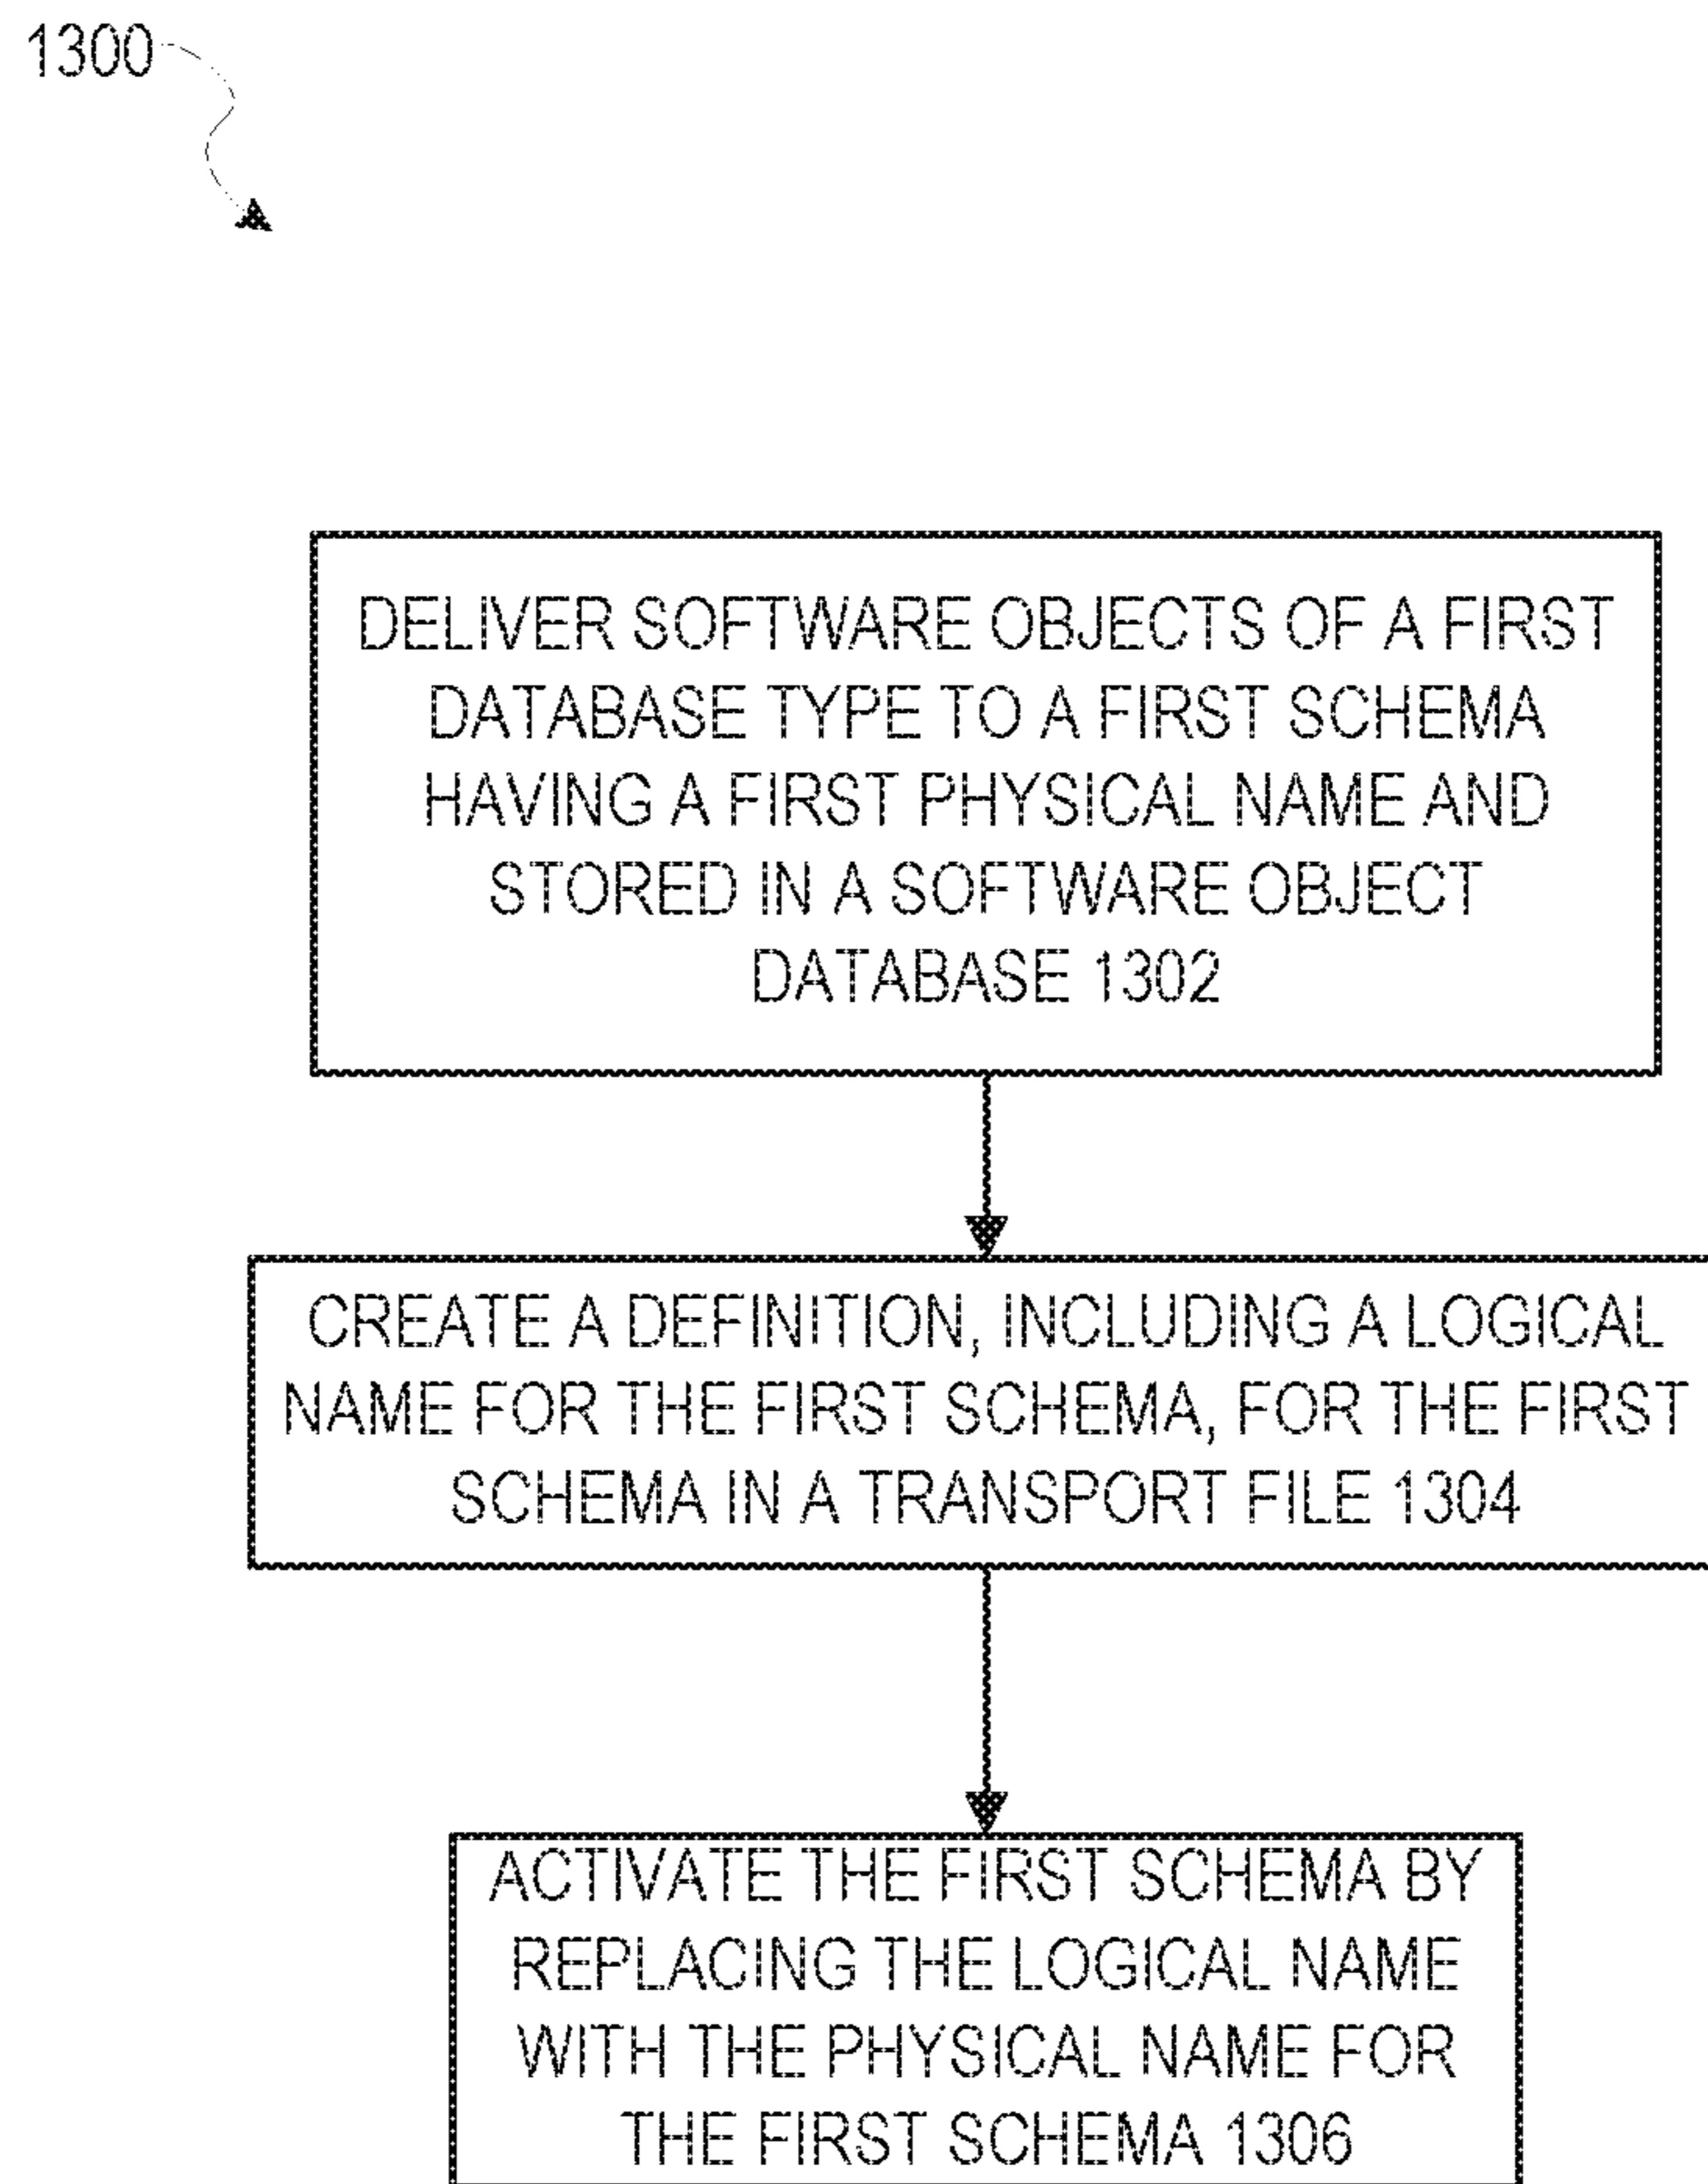 1300
DELIVER SOFTWARE OBJECTS OF A FIRST
DATABASE TYPE TO A FIRST SCHEMA
HAVING A FIRST PHYSICAL NAME AND
STORED IN A SOFTWARE OBJECT
DATABASE 1302
CREATE A DEFINITION, INCLUDING A LOGICAL
NAME FOR THE FIRST SCHEMA, FOR THE FIRST
SCHEMA IN A TRANSPORT FILE 1304
ACTIVATE THE FIRST SCHEMA BY
REPLACING THE LOGICAL NAME
WITH THE PHYSICAL NAME FOR
THE FIRST SCHEMA 1306